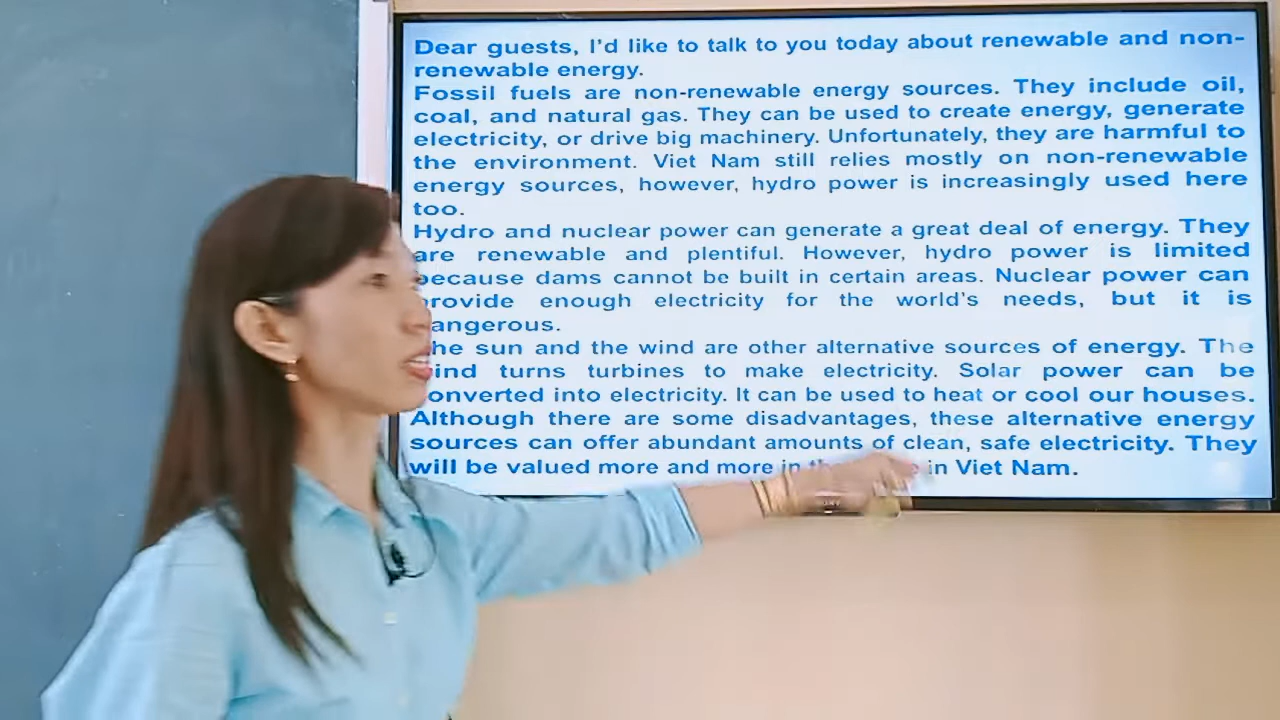 Dear guests, I'd like to talk to you today about renewable and non-
renewable energy.
Fossil fuels are non-renewable energy sources. They include oil,
coal, and natural gas. They can be used to create energy, generate
electricity, or drive big machinery. Unfortunately, they are harmful to
the environment. Viet Nam still relies mostly on non-renewable
energy sources, however, hydro power is increasingly used here
too.
Hydro and nuclear power can generate a great deal of energy. They
are renewable and plentiful. However, hydro power is limited
because dams cannot be built in certain areas. Nuclear power can
provide enough electricity for the world's needs, but it is
dangerous.
The sun and the wind are other alternative sources of energy. The
wind turns turbines to make electricity. Solar power can be
converted into electricity. It can be used to heat or cool our houses.
Although there are some disadvantages, these alternative energy
sources can offer abundant amounts of clean, safe electricity. They
will be valued more and more in in Viet Nam.
SONY